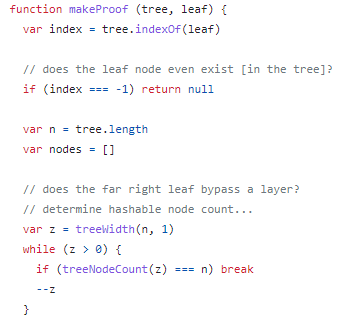 function makeProof (tree, leaf) {
var index = tree.indexOf(leaf)
// does the leaf node even exist [in the tree]?
if (index === -1) return null
var n = tree.length
var nodes = []
// does the far right leaf bypass a layer?
// determine hashable node count...
var z = treeWidth(n, 1)
while (z > 0) {
if (treeNodeCount(z) === n) break
--z
}